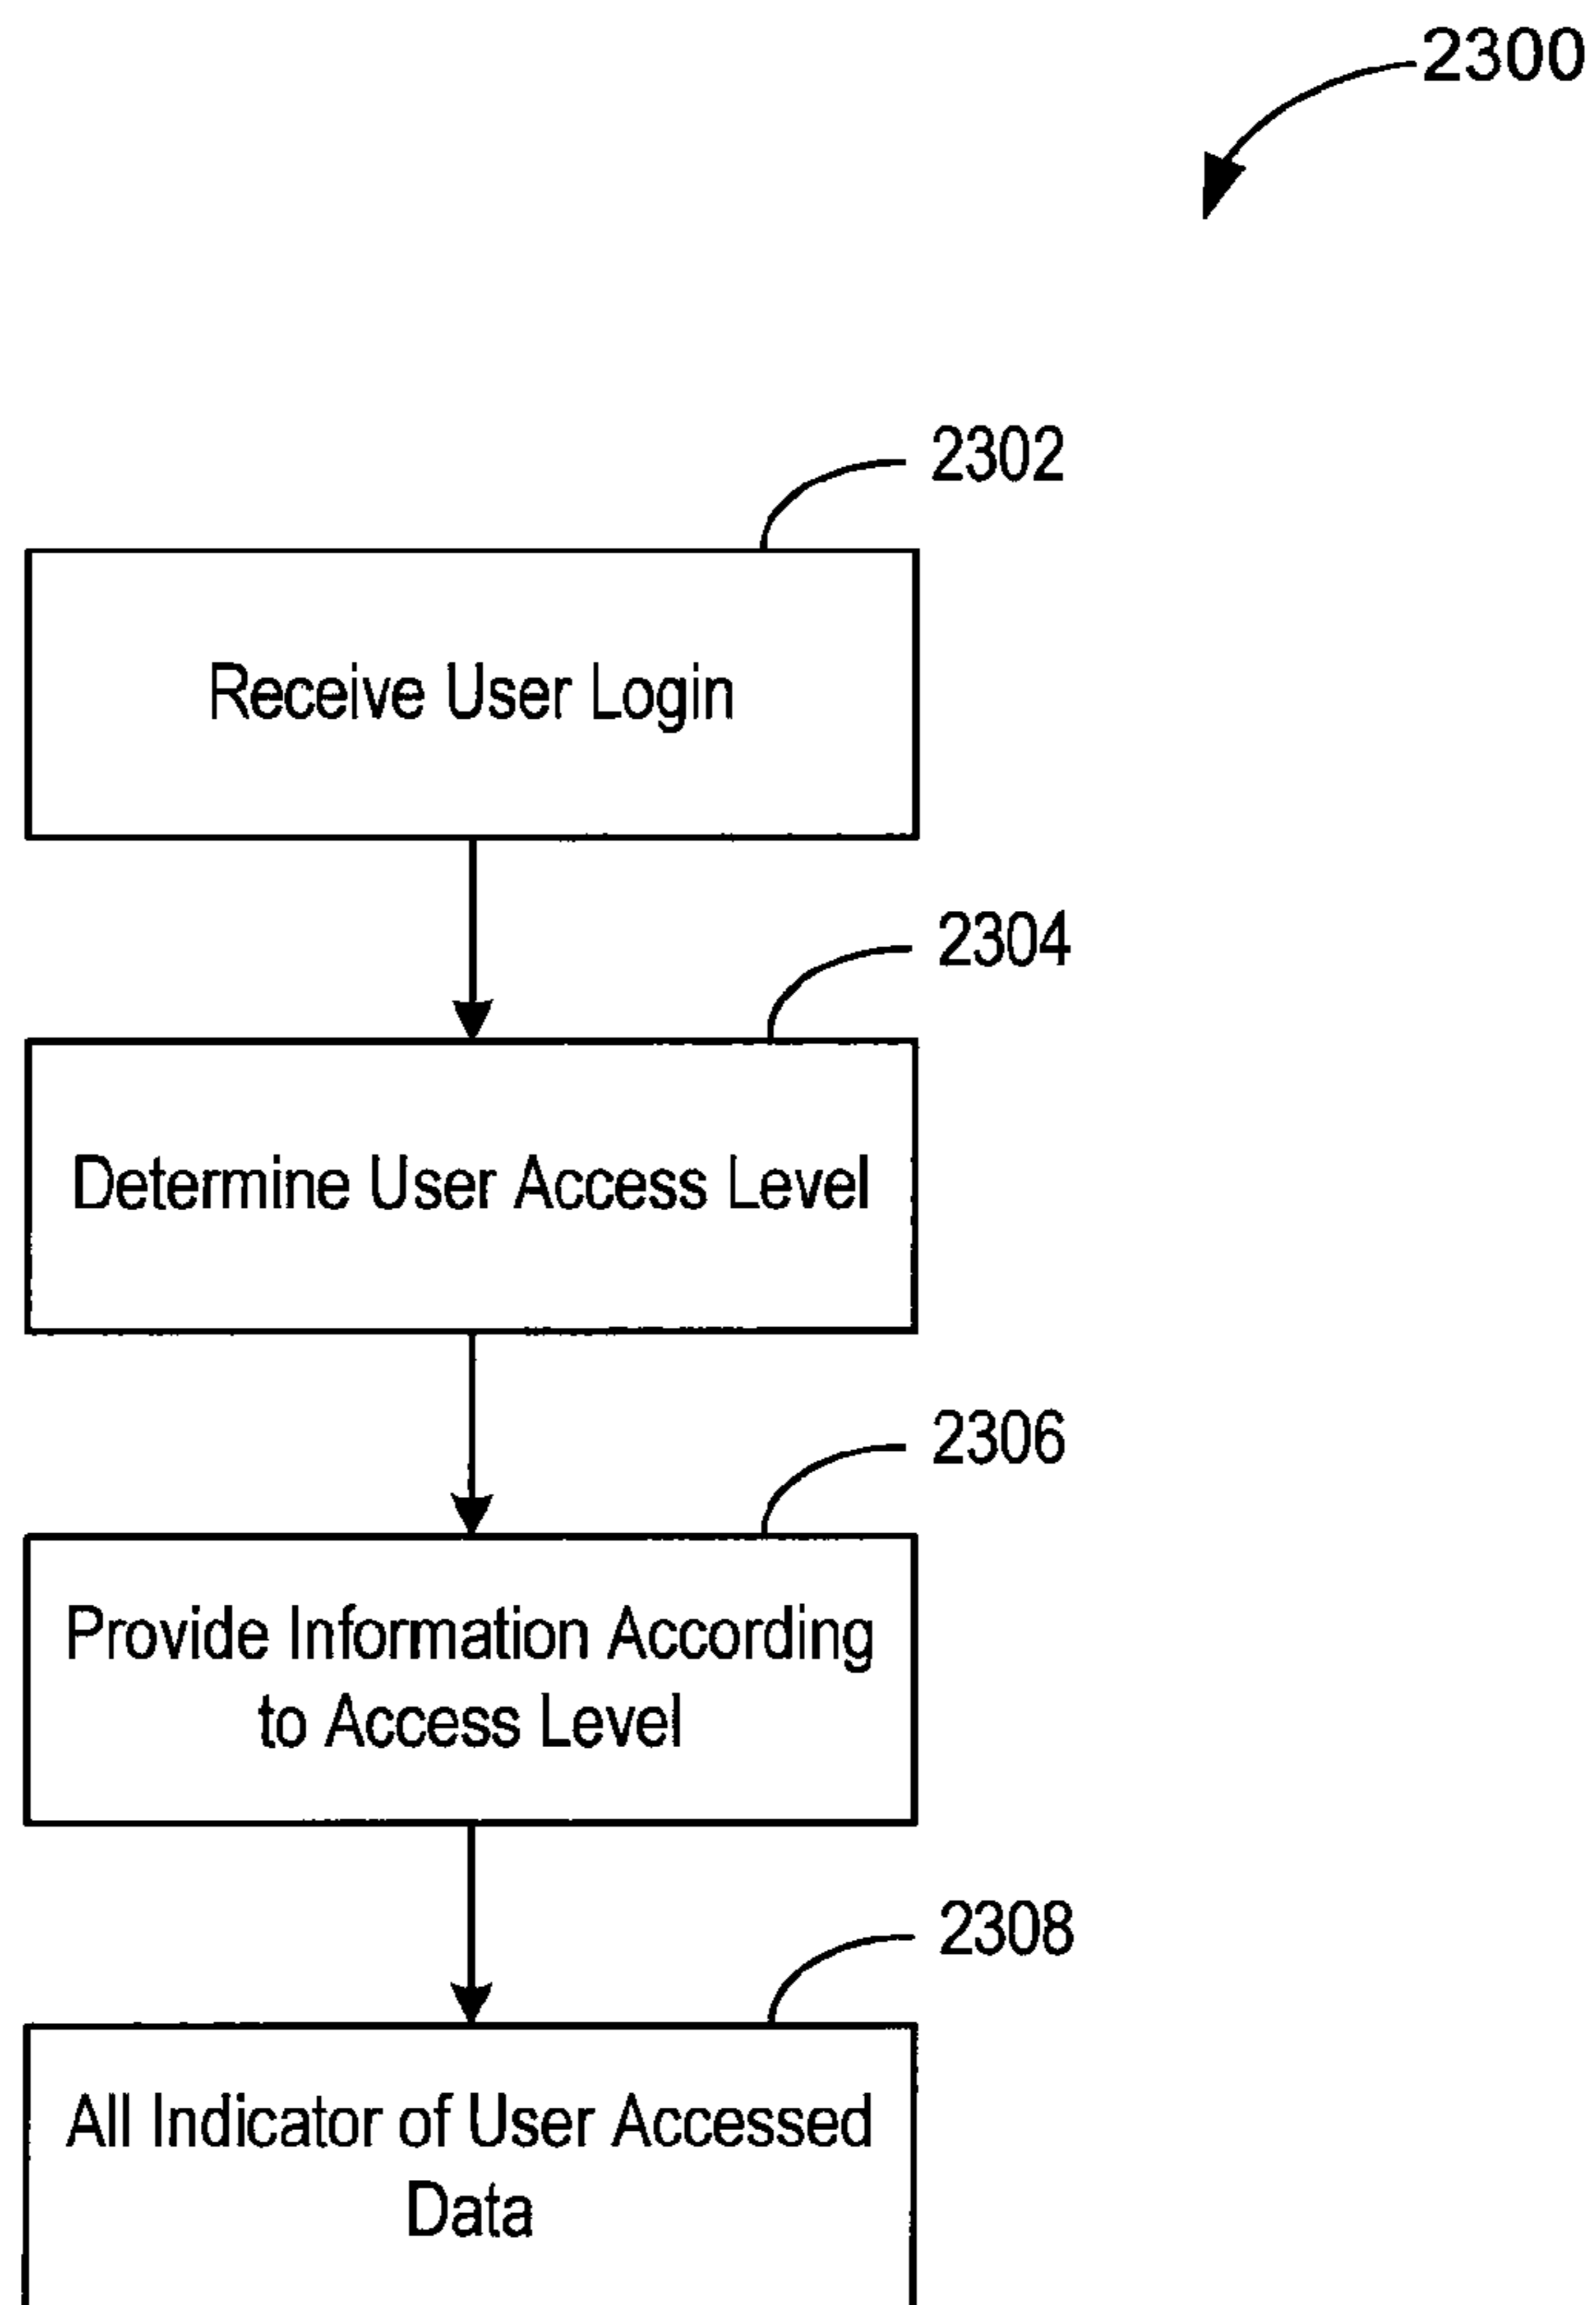 2300
2302
Receive User Login
2304
Determine User Access Level
2306
Provide Information According
to Access Level
2308
All Indicator of User Accessed
Data